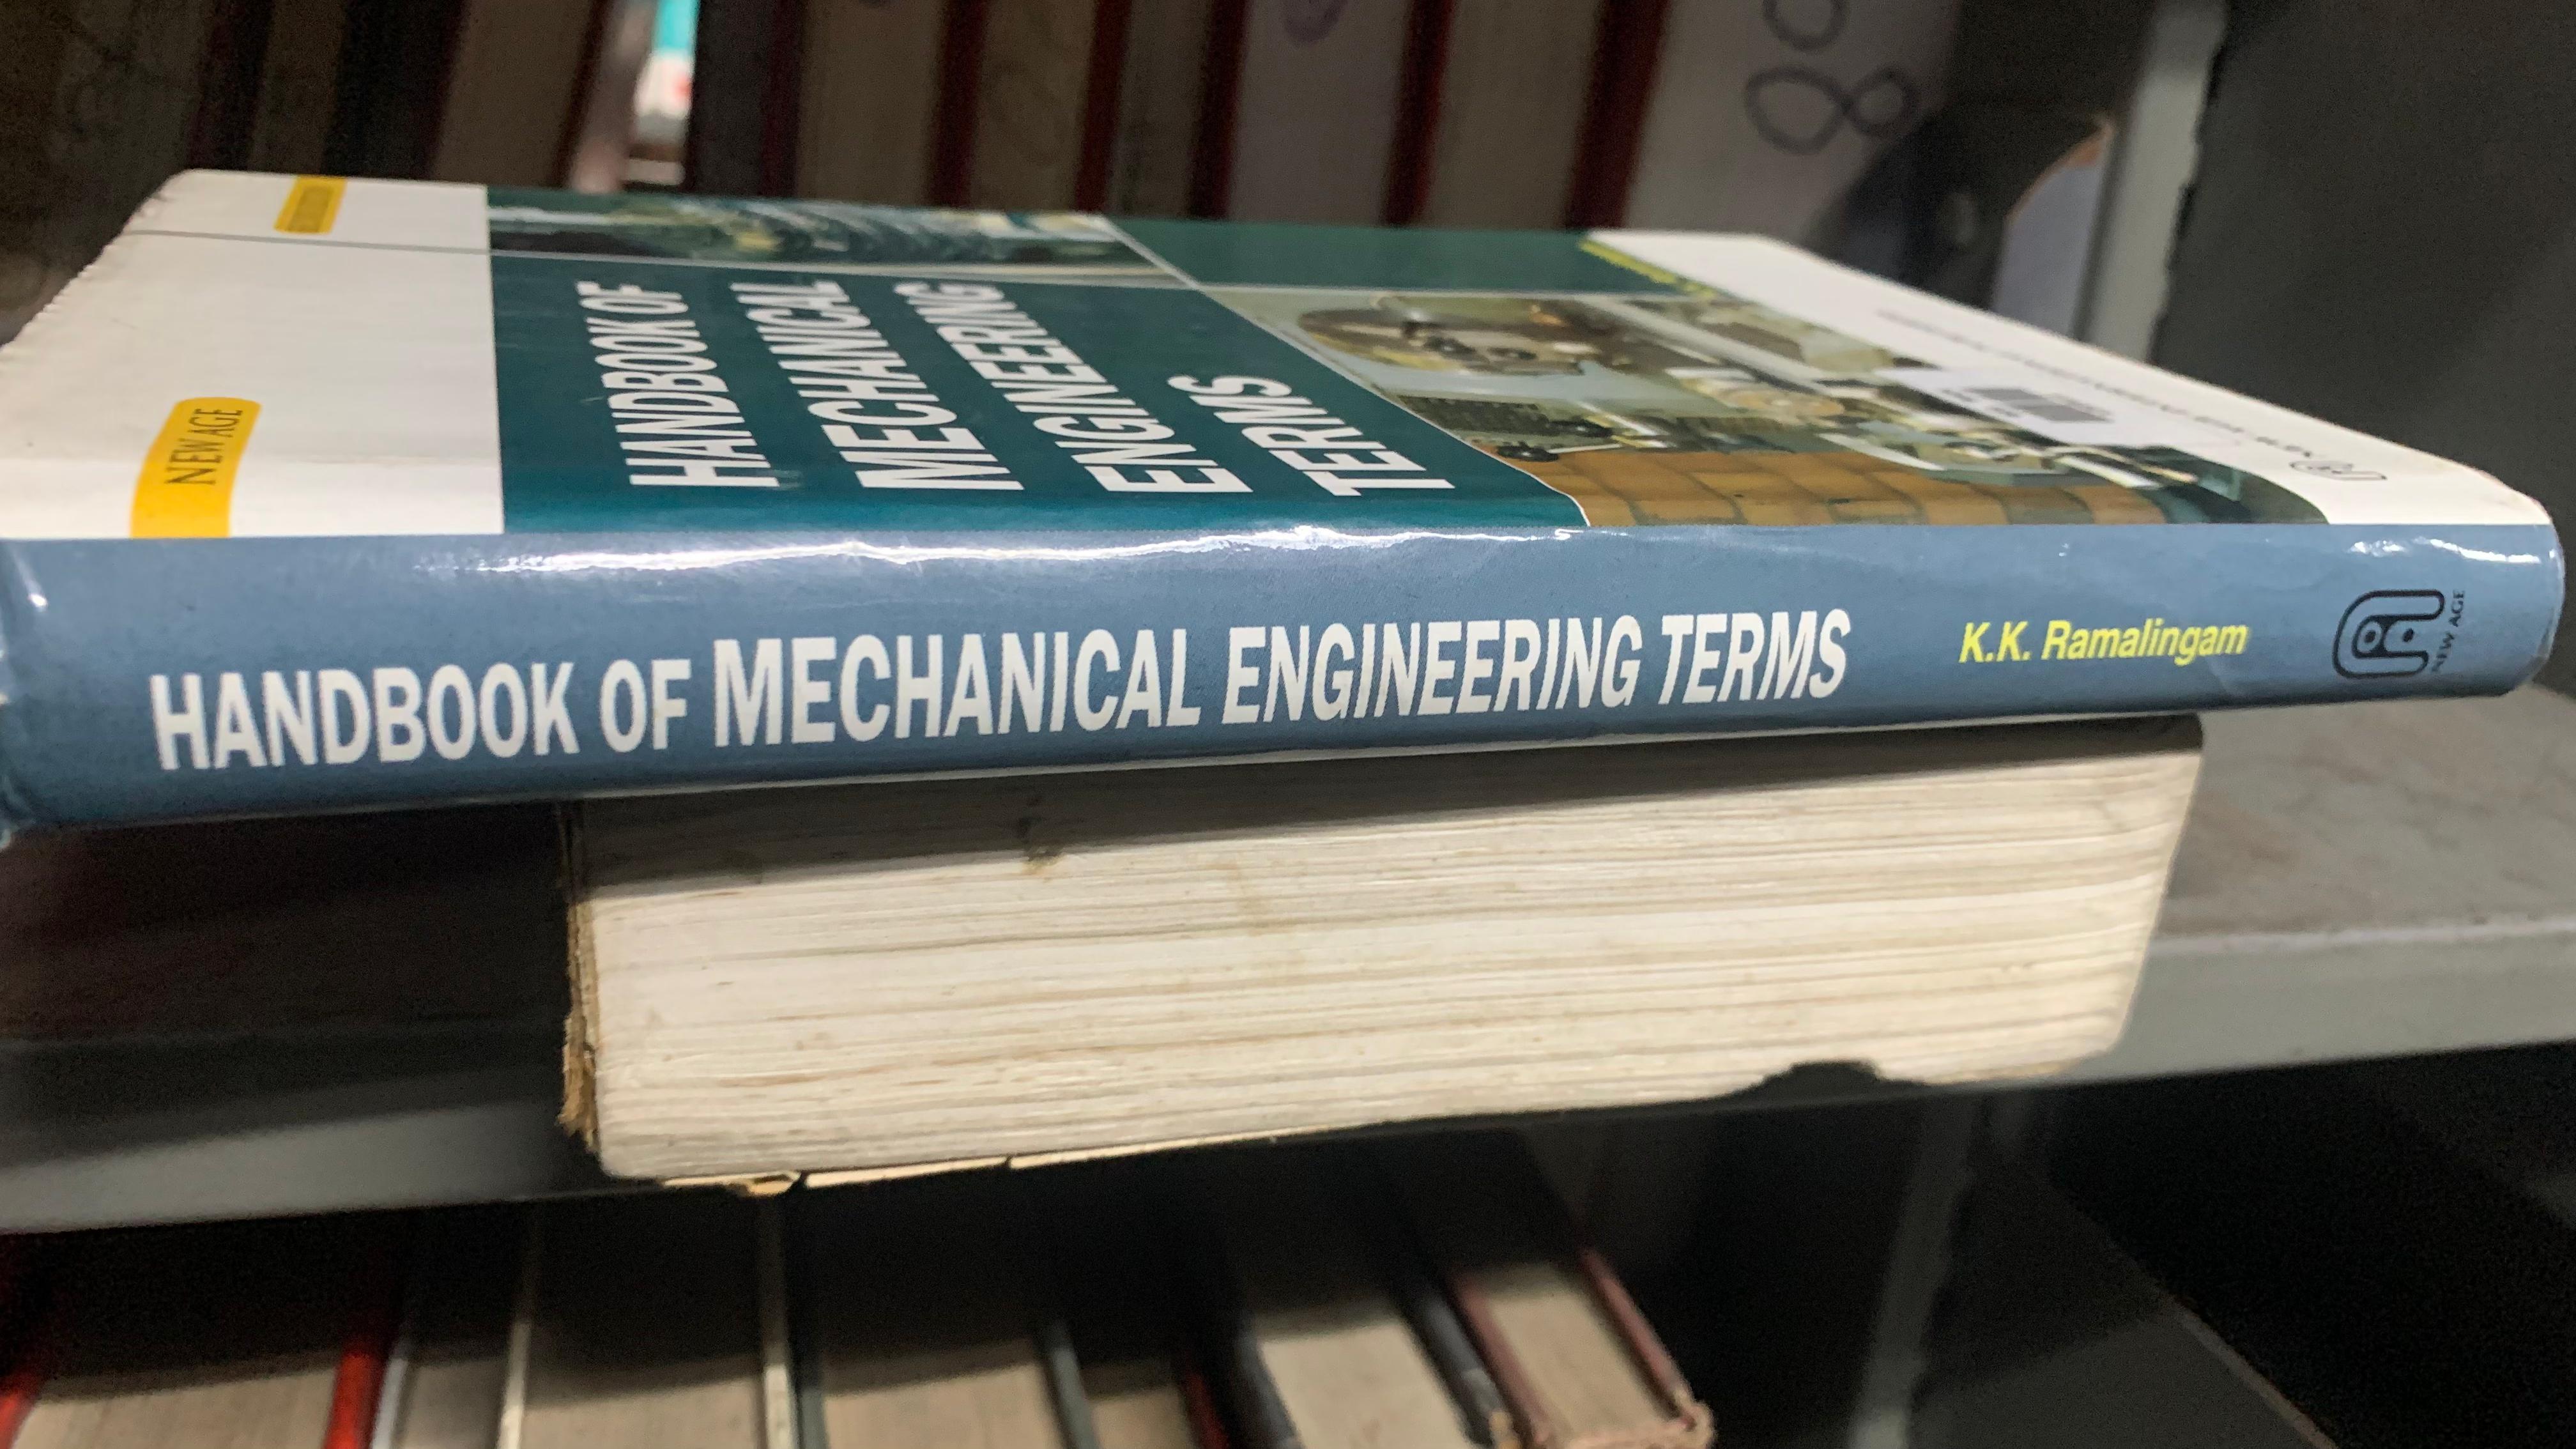 NEW AGE
HANDBOOK OF
MECHANICAL
ENGINEERING
TERMS
HANDBOOK OF MECHANICAL ENGINEERING TERMS
K.K. Ramalingam
NEW AGE